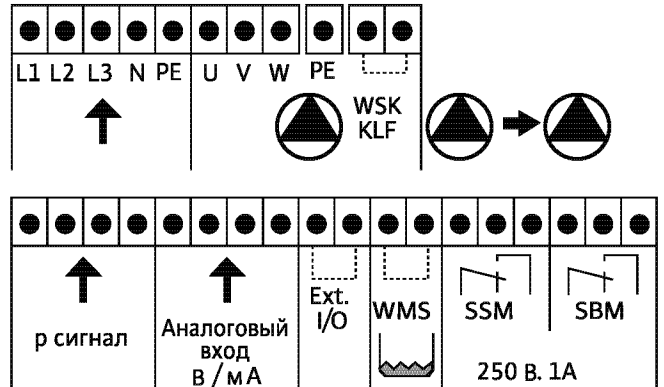 L1 L2 L3 N PE U V W PE
WSK
KLF
p сигнал
Аналоговый
вход
В / мА
Ext.
I/O
WMS
SSM
SBM
250 В. 1А